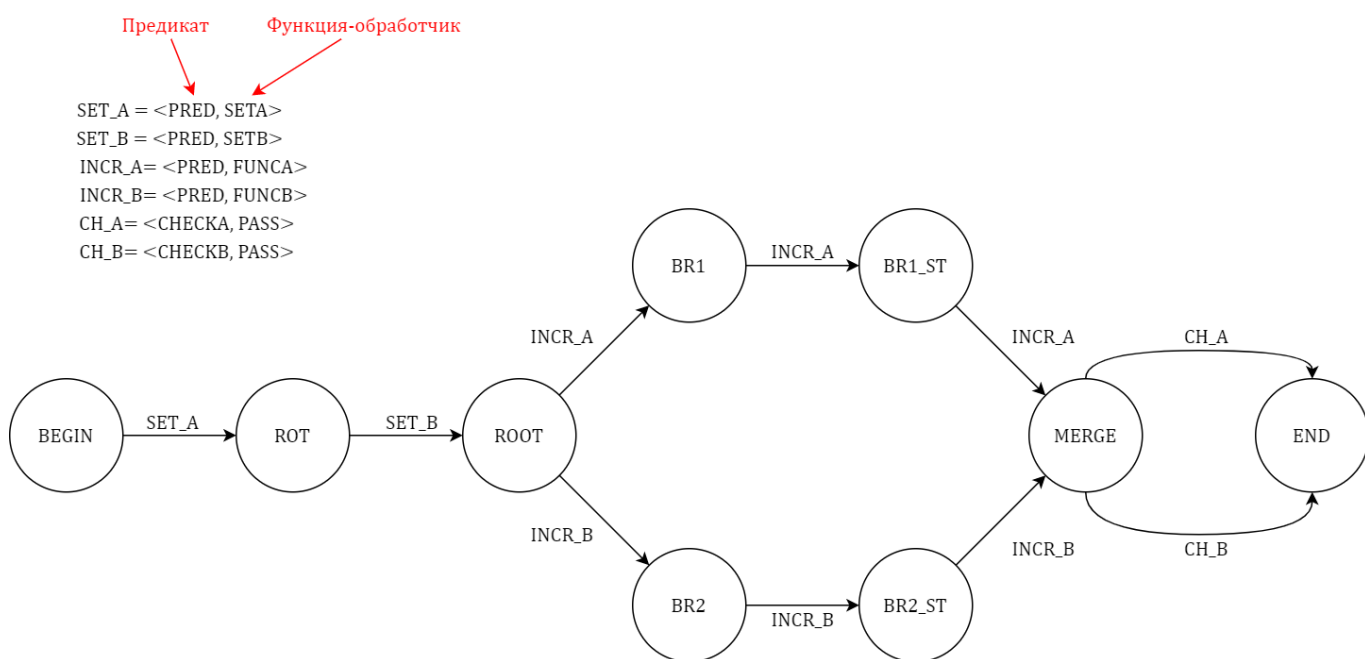 Предикат Функция-обработчик
SET_A = <PRED, SETA>
SET_B = <PRED, SETB>
INCR_A= <PRED, FUNCA>
INCR_B= <PRED, FUNCB>
CH_A= <CHECKA, PASS>
CH_B= <CHECKB, PASS>
BR1 INCR_A BR1_ST
INCR_A INCR_A CH_A
BEGIN SET_A ROT SET_B ROOT MERGE END
INCR_B INCR_B CH_B
BR2 INCR_B BR2_ST